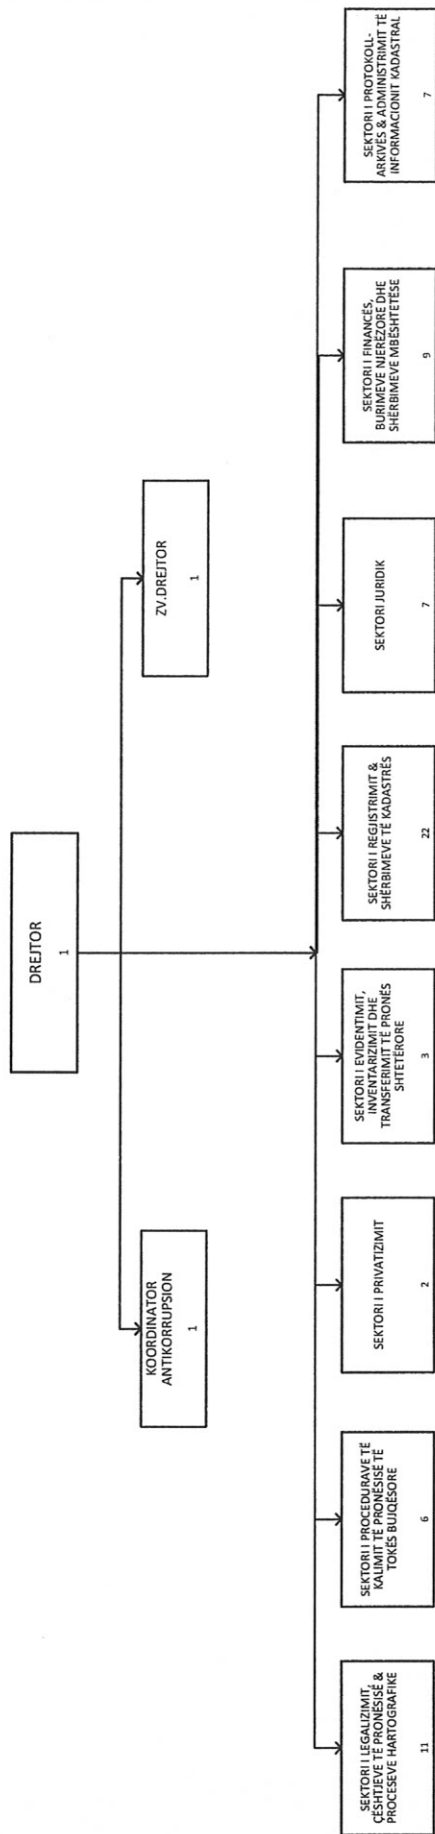 DREJTOR
1
KOORDINATOR
ANTIKORRUPSION
1
ZV.DREJTOR
1
SEKTORI I LEGALIZIMIT,
ÇËSHTJEVE TË PRONËSISË &
PROCESEVE HARTOGRAFIKE
11
SEKTORI I PROCEDURAVE TË
KALIMIT TË PRONËSISË TË
TOKËS BUJQËSORE
6
SEKTORI I PRIVATIZIMIT
2
SEKTORI I EVIDENTIMIT,
INVENTARIZIMIT DHE
TRANSFERIMIT TË PRONËS
SHTETËRORE
3
SEKTORI I REGJISTRIMIT &
SHËRBIMEVE TË KADASTRËS
22
SEKTORI JURIDIK
7
SEKTORI I FINANCËS,
BURIMEVE NJERËZORE DHE
SHËRBIMEVE MBËSHTETËSE
9
SEKTORI I PROTOKOLL-
ARKIVËS & ADMINISTRIMIT TË
INFORMACIONIT KADASTRAL
7